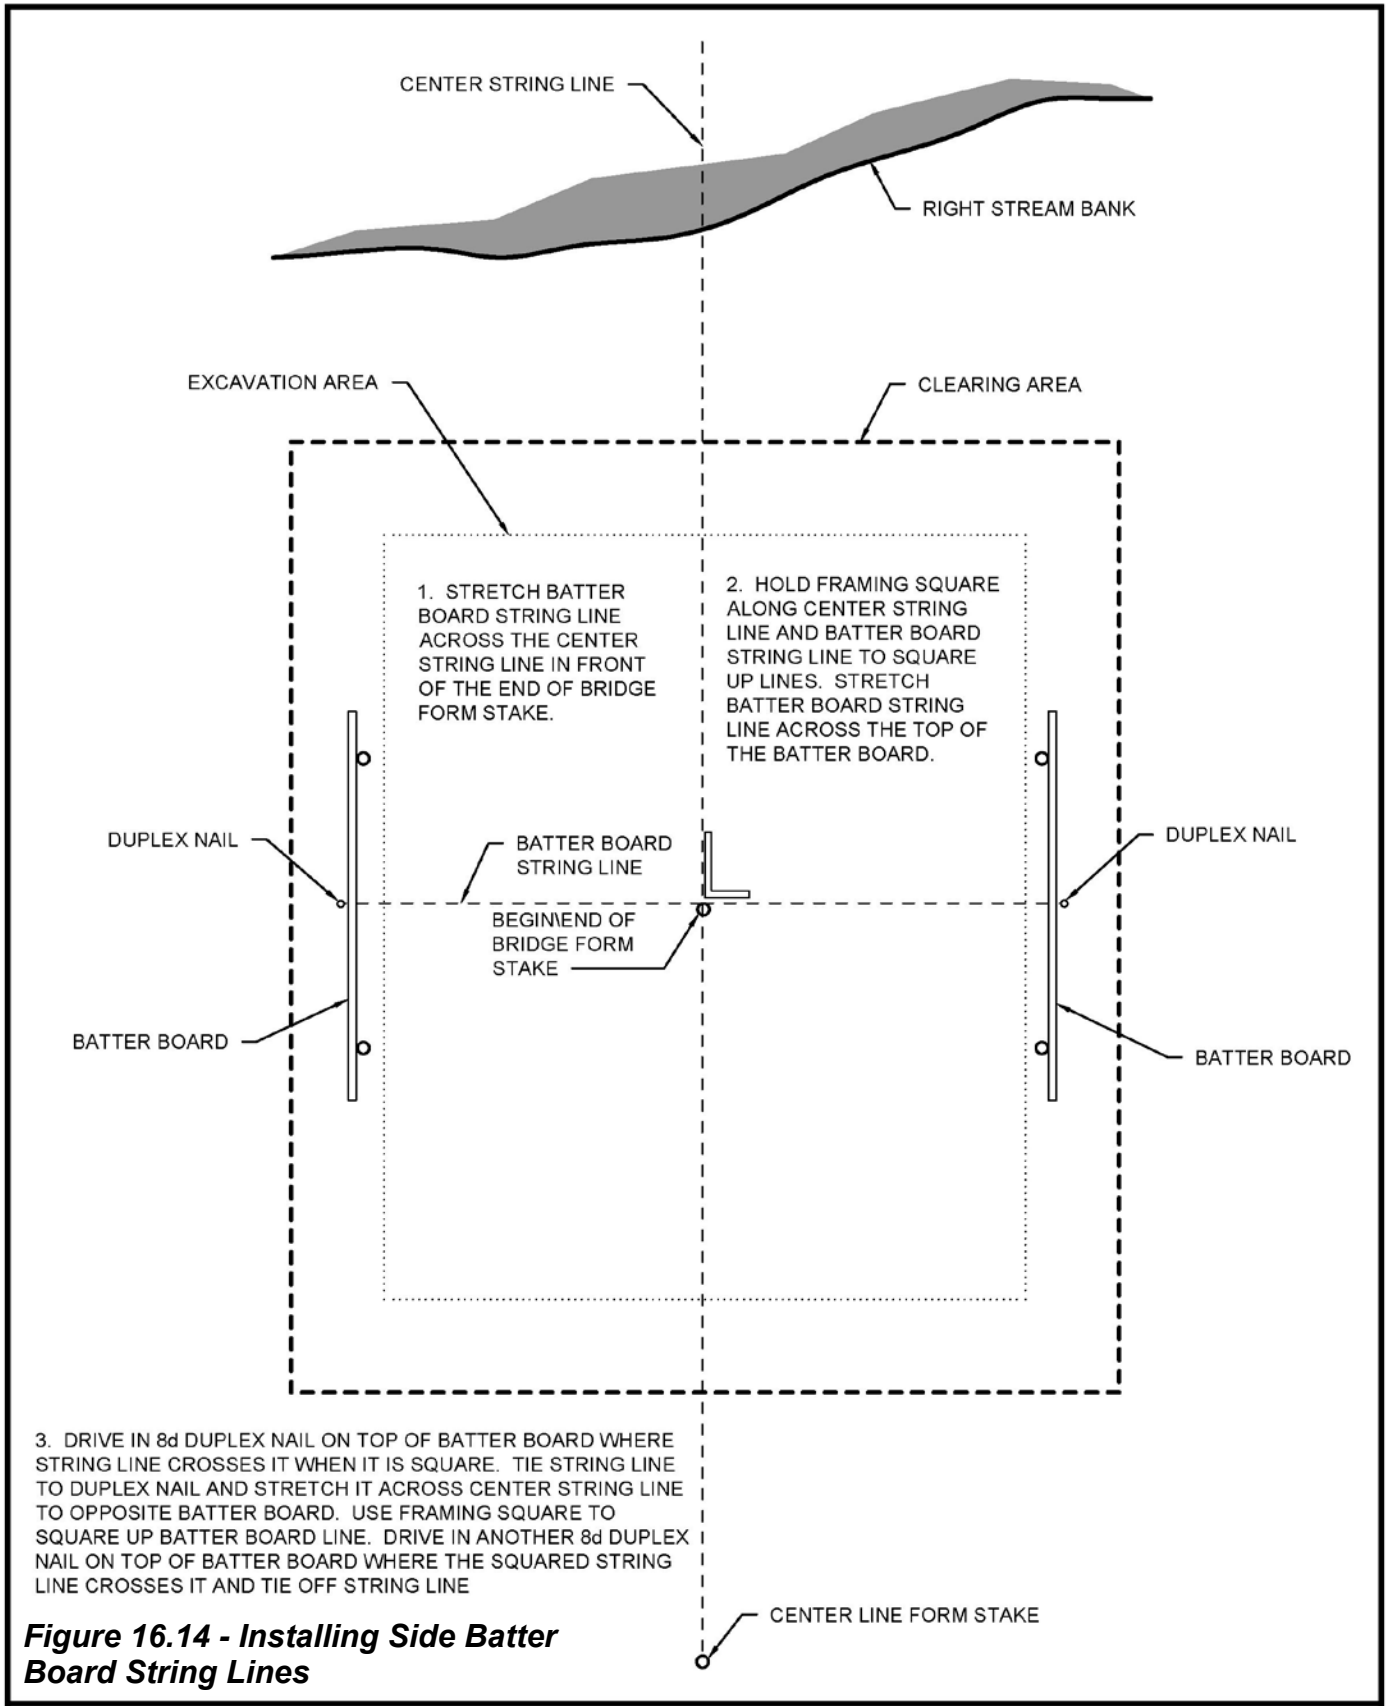 CENTER STRING LINE
RIGHT STREAM BANK
EXCAVATION AREA
CLEARING AREA
1. STRETCH BATTER
BOARD STRING LINE
ACROSS THE CENTER
STRING LINE IN FRONT
OF THE END OF BRIDGE
FORM STAKE.
2. HOLD FRAMING SQUARE
ALONG CENTER STRING
LINE AND BATTER BOARD
STRING LINE TO SQUARE
UP LINES. STRETCH
BATTER BOARD STRING
LINE ACROSS THE TOP OF
THE BATTER BOARD.
DUPLEX NAIL
BATTER BOARD
STRING LINE
DUPLEX NAIL
BEGIN\END OF
BRIDGE FORM
STAKE
BATTER BOARD
BATTER BOARD
3. DRIVE IN 8d DUPLEX NAIL ON TOP OF BATTER BOARD WHERE
STRING LINE CROSSES IT WHEN IT IS SQUARE. TIE STRING LINE
TO DUPLEX NAIL AND STRETCH IT ACROSS CENTER STRING LINE
TO OPPOSITE BATTER BOARD. USE FRAMING SQUARE TO
SQUARE UP BATTER BOARD LINE. DRIVE IN ANOTHER 8d DUPLEX
NAIL ON TOP OF BATTER BOARD WHERE THE SQUARED STRING
LINE CROSSES IT AND TIE OFF STRING LINE
CENTER LINE FORM STAKE
Figure 16.14 - Installing Side Batter
Board String Lines